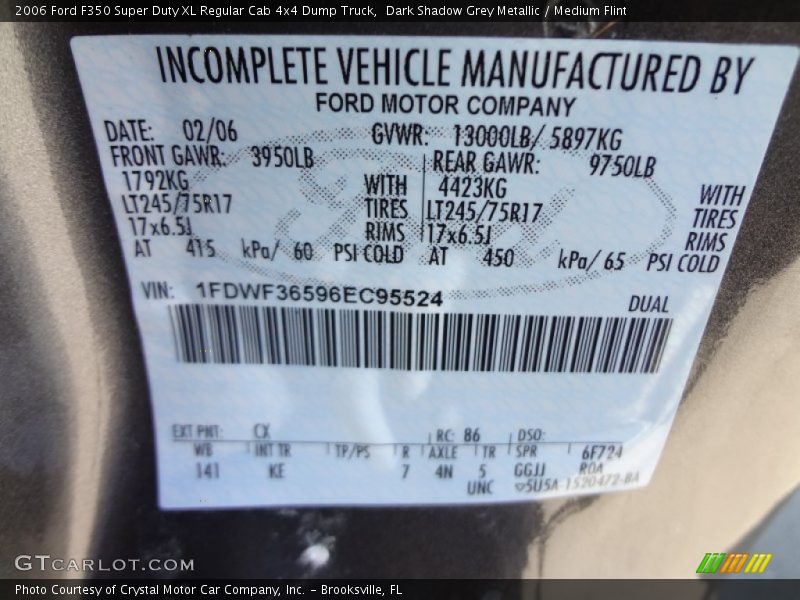 2006 Ford F350 Super Duty XL Regular Cab 4x4 Dump Truck,  Dark Shadow Grey Metallic / Medium Flint
INCOMPLETE VEHICLE MANUFACTURED BY
FORD MOTOR COMPANY
DATE: 02/06 GVWR: 13000LB/ 5897KG
FRONT GAWR: 3950LB REAR GAWR: 9750LB
1792KG WITH 4423KG WITH
LT245/75R17 TIRES LT245/75R17 TIRES
17x6.5J RIMS 17x6.5J RIMS
AT 415 kPa/ 60 PSI COLD AT 450 kPa/ 65 PSI COLD
VIN: 1FDWF36596EC95524 DUAL
EXT PNT: CX RC: 86 DSO:
WB INT TR TP/PS R AXLE TR SPR 6F724
141 KE 7 4N 5 GGJJ ROA
UNC 5U5A-1520472-BA
GTCARLOT.COM
Photo Courtesy of Crystal Motor Car Company, Inc. – Brooksville, FL